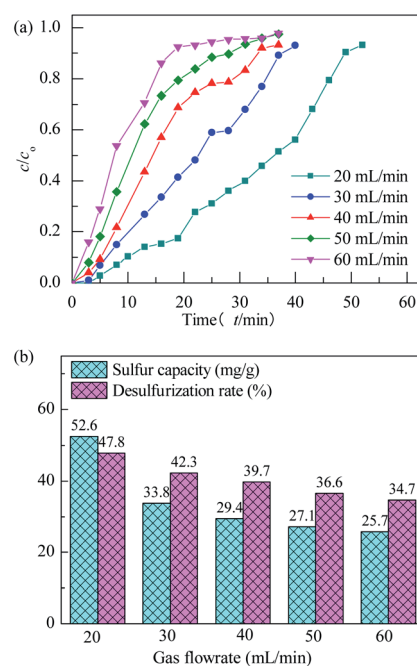 (a)
1.0
0.8
0.6
0.4
0.2
0.0
c/co
20 mL/min
30 mL/min
40 mL/min
50 mL/min
60 mL/min
0 10 20 30 40 50 60
Time( t/min)
(b)
Sulfur capacity (mg/g)
Desulfurization rate (%)
60
40
20
0
52.6 47.8 33.8 42.3 29.4 39.7 27.1 36.6 25.7 34.7
20 30 40 50 60
Gas flowrate (mL/min)